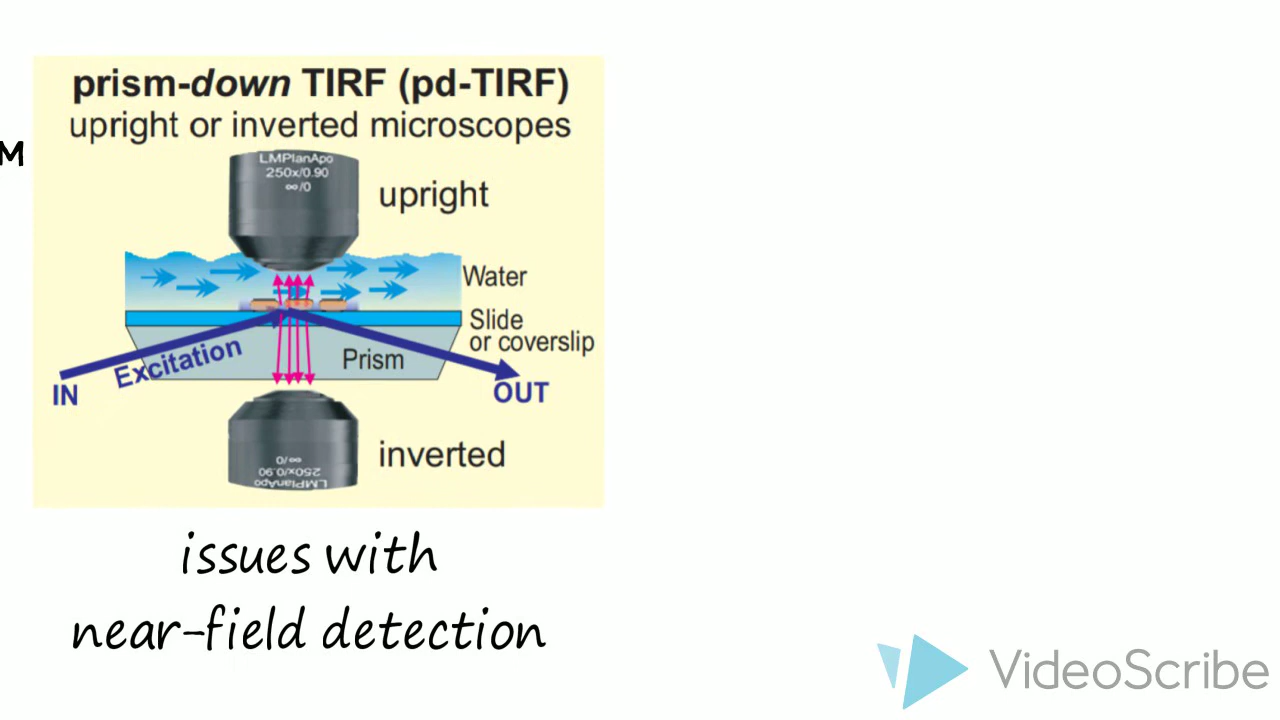 prism-down TIRF (pd-TIRF)
upright or inverted microscopes
M
LMPlanApo
250x/0.90
∞/0
upright
Water
Slide
or coverslip
Excitation
Prism
IN
OUT
inverted
∞/0
250x/0.90
LMPlanApo
issues with
near-field detection
VideoScribe